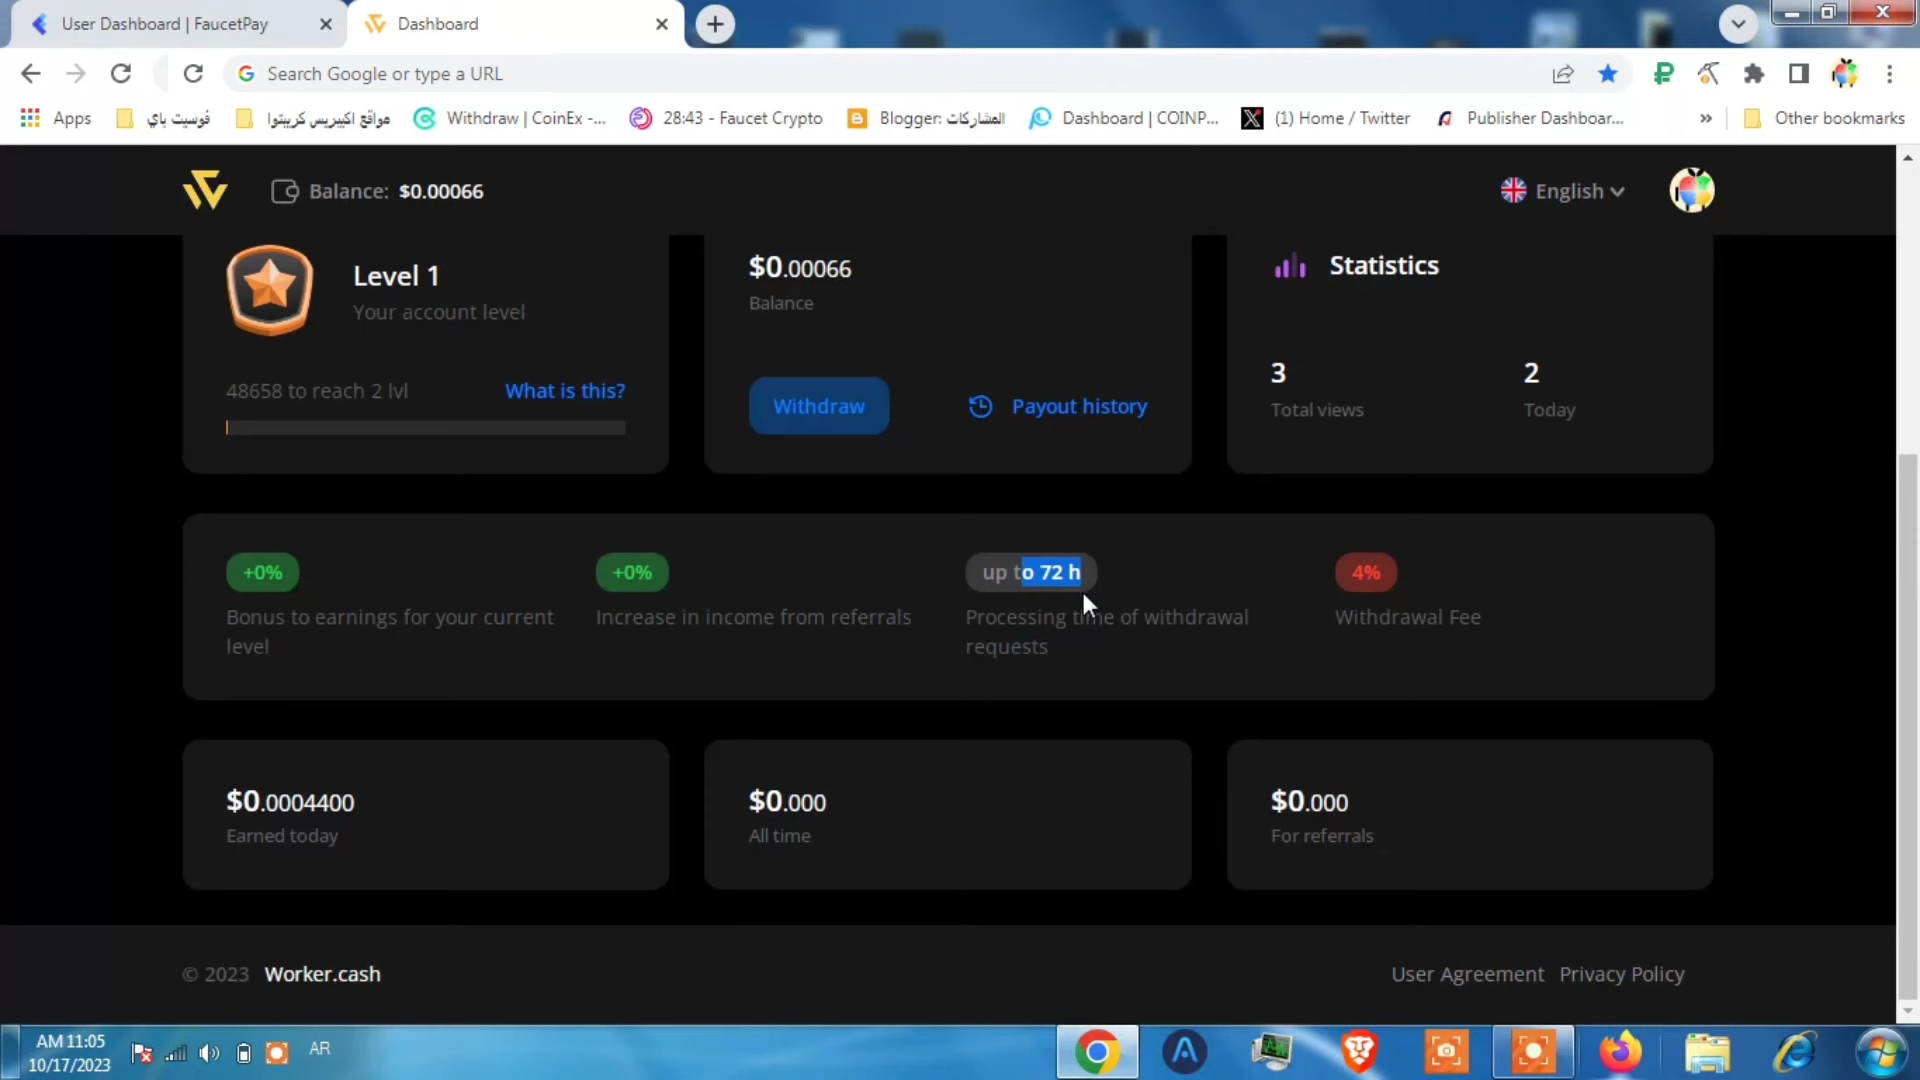 User Dashboard | FaucetPay
Dashboard
Search Google or type a URL
Apps
فوسيت باي
مواقع اكبيريس كريبتوا
Withdraw | CoinEx -...
28:43 - Faucet Crypto
Blogger: المشاركات
Dashboard | COINP...
(1) Home / Twitter
Publisher Dashboar...
»
Other bookmarks
Balance: $0.00066
English
Level 1
Your account level
48658 to reach 2 lvl
What is this?
$0.00066
Balance
Withdraw
Payout history
Statistics
3
Total views
2
Today
+0%
Bonus to earnings for your current
level
+0%
Increase in income from referrals
up to 72 h
Processing time of withdrawal
requests
4%
Withdrawal Fee
$0.0004400
Earned today
$0.000
All time
$0.000
For referrals
© 2023 Worker.cash
User Agreement
Privacy Policy
AM 11:05
10/17/2023
AR